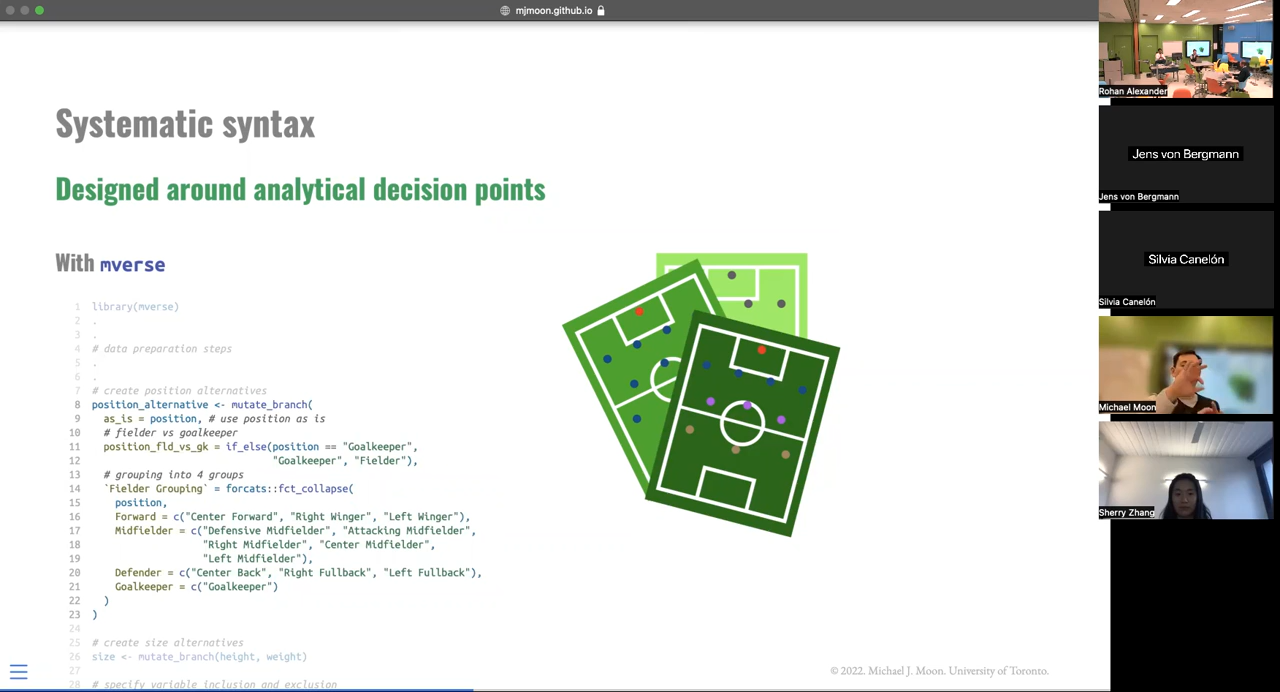 mjmoon.github.io
Systematic syntax
Designed around analytical decision points
With mverse
1 library(mverse)
2 .
3 .
4 # data preparation steps
5 .
6 .
7 # create position alternatives
8 position_alternative <- mutate_branch(
9 as_is = position, # use position as is
10 # fielder vs goalkeeper
11 position_fld_vs_gk = if_else(position == "Goalkeeper",
12 "Goalkeeper", "Fielder"),
13 # grouping into 4 groups
14 `Fielder Grouping` = forcats::fct_collapse(
15 position,
16 Forward = c("Center Forward", "Right Winger", "Left Winger"),
17 Midfielder = c("Defensive Midfielder", "Attacking Midfielder",
18 "Right Midfielder", "Center Midfielder",
19 "Left Midfielder"),
20 Defender = c("Center Back", "Right Fullback", "Left Fullback"),
21 Goalkeeper = c("Goalkeeper")
22 )
23 )
24
25 # create size alternatives
26 size <- mutate_branch(height, weight)
27
28 # specify variable inclusion and exclusion
© 2022. Michael J. Moon. University of Toronto.
Rohan Alexander
Jens von Bergmann
Jens von Bergmann
Silvia Canelón
Silvia Canelón
Michael Moon
Sherry Zhang